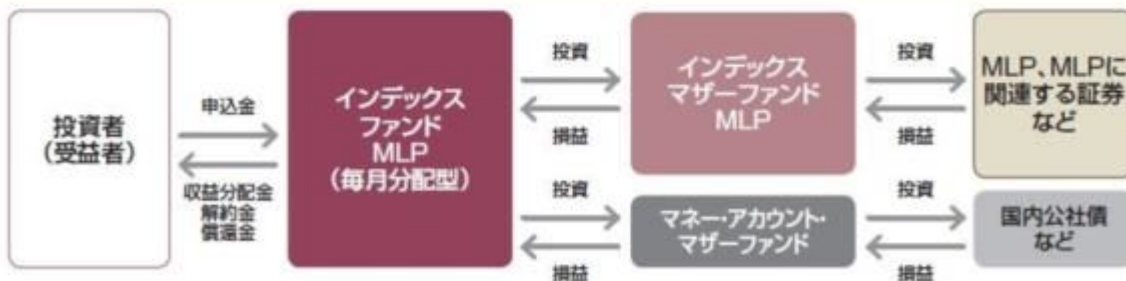 投資者
(受益者)
申込金
収益分配金
解約金
償還金
インデックス
ファンド
MLP
(毎月分配型)
投資
損益
インデックス
マザーファンド
MLP
投資
損益
MLP、MLPに
関連する証券
など
投資
損益
マネー・アカウント・
マザーファンド
投資
損益
国内公社債
など